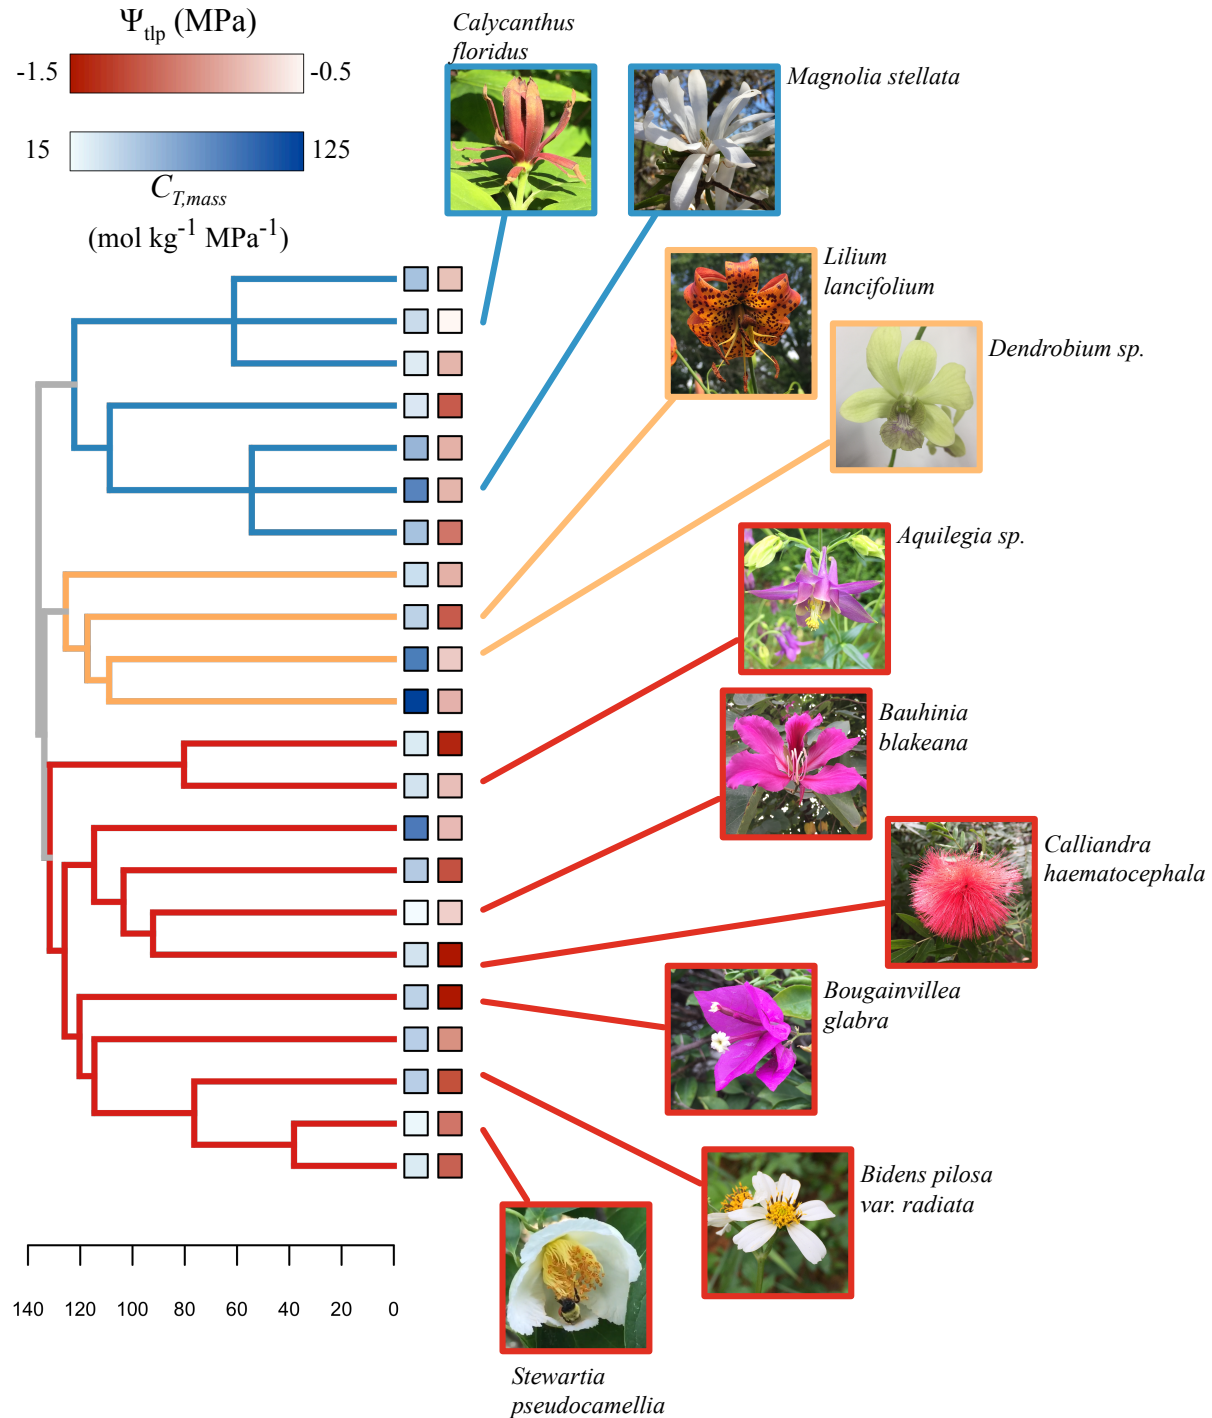 Ψtlp (MPa)
-1.5 -0.5
15 125
CT,mass
(mol kg-1 MPa-1)
Calycanthus
floridus
Magnolia stellata
Lilium
lancifolium
Dendrobium sp.
Aquilegia sp.
Bauhinia
blakeana
Calliandra
haematocephala
Bougainvillea
glabra
Bidens pilosa
var. radiata
140 120 100 80 60 40 20 0
Stewartia
pseudocamellia